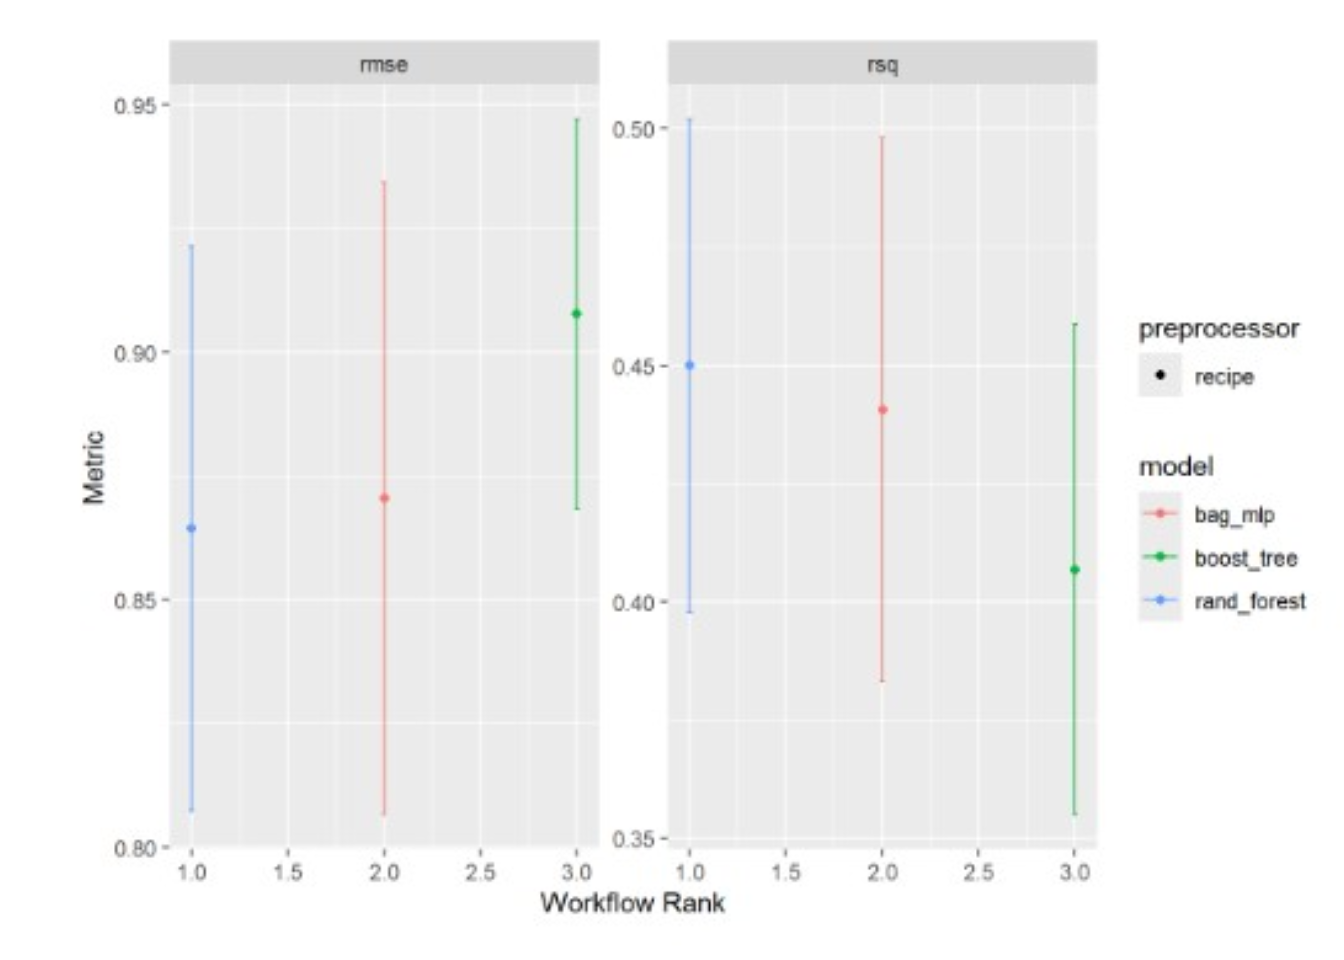 rmse
rsq
0.95
0.90
0.85
0.80
0.50
0.45
0.40
0.35
Metric
1.0 1.5 2.0 2.5 3.0
1.0 1.5 2.0 2.5 3.0
Workflow Rank
preprocessor
recipe
model
bag_mlp
boost_tree
rand_forest